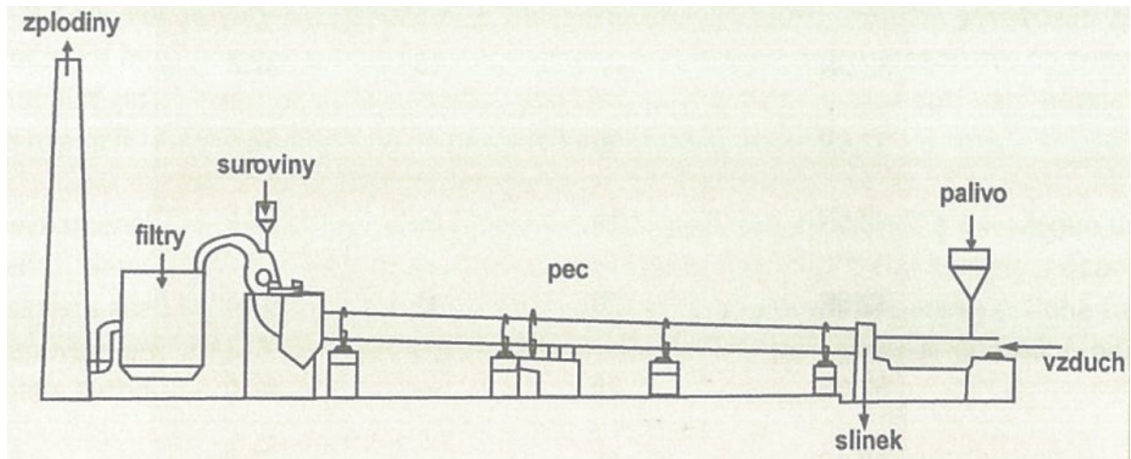 zplodiny
suroviny
palivo
filtry
pec
vzduch
slinek